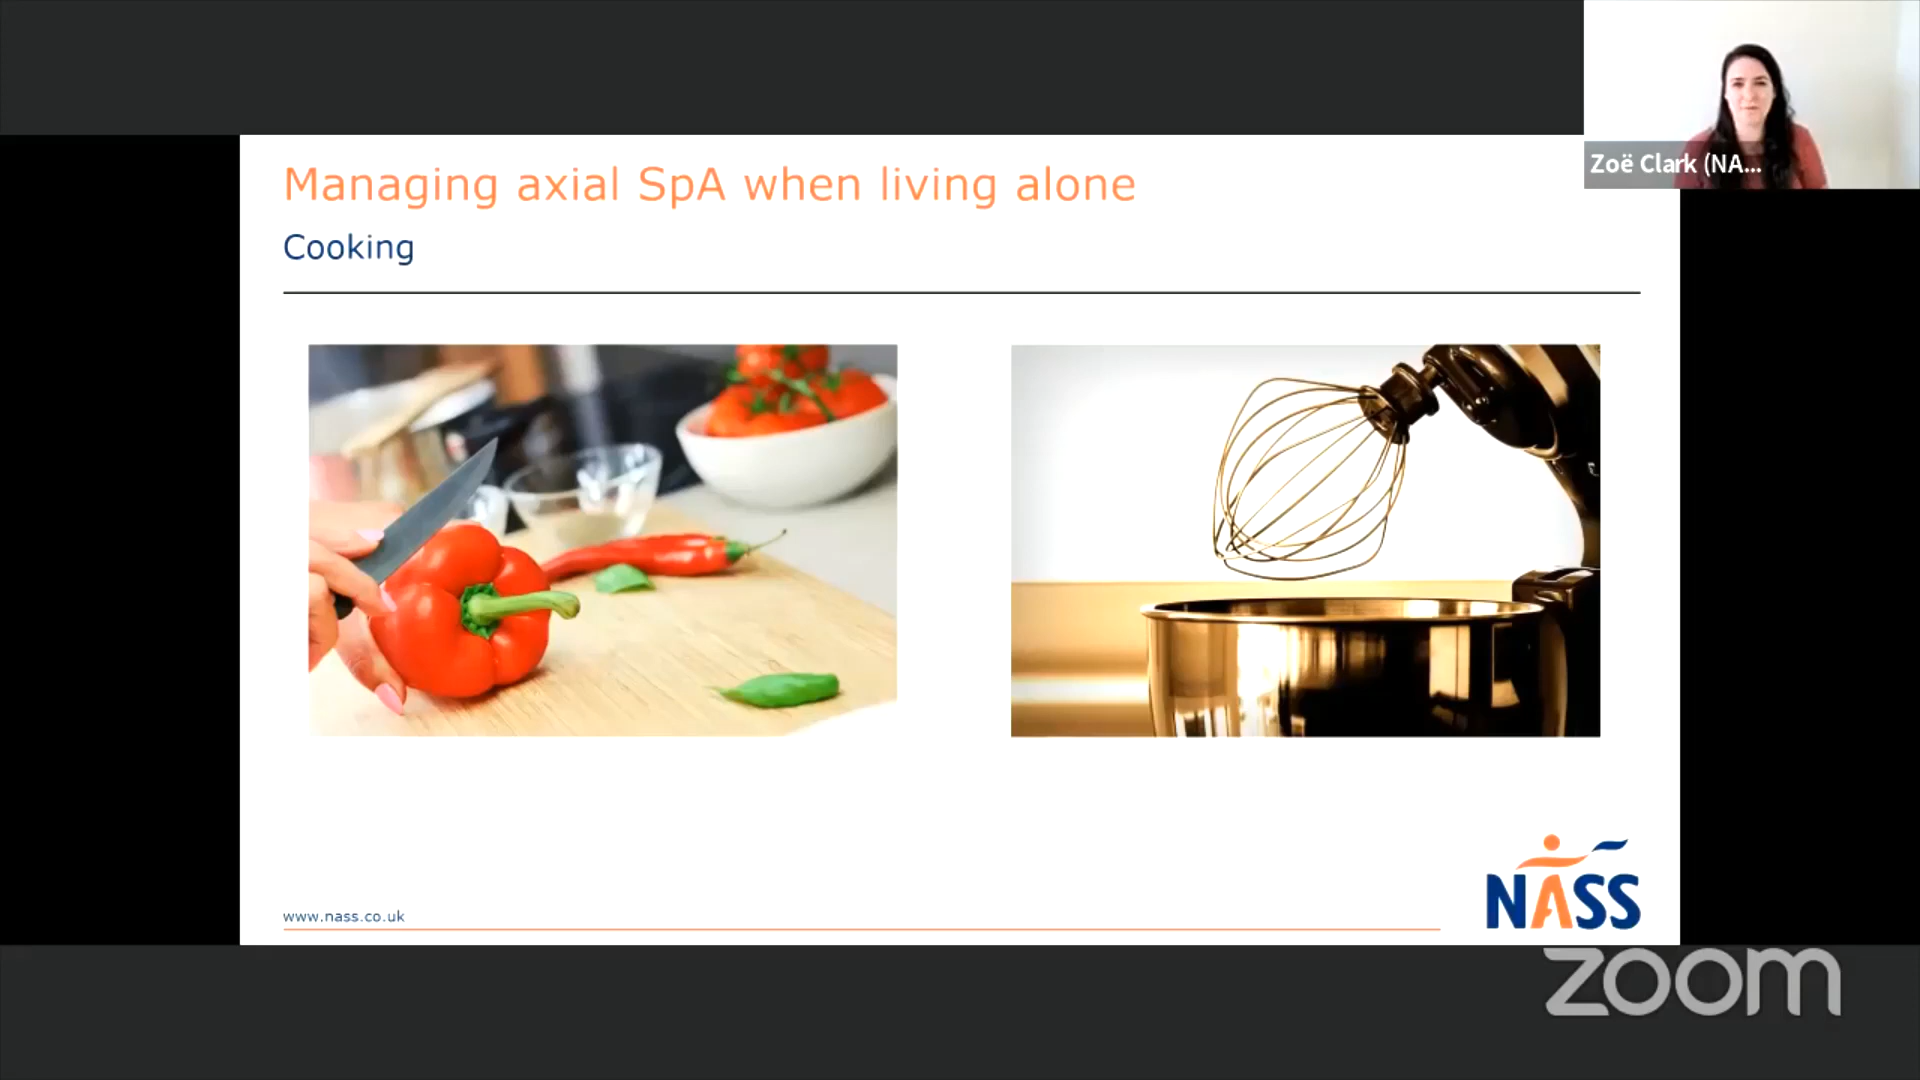 Zoë Clark (NA...
Managing axial SpA when living alone
Cooking
www.nass.co.uk
NASS
zoom